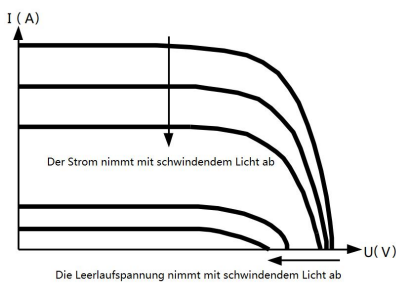 I(A)
Der Strom nimmt mit schwindendem Licht ab
U(V)
Die Leerlaufspannung nimmt mit schwindendem Licht ab